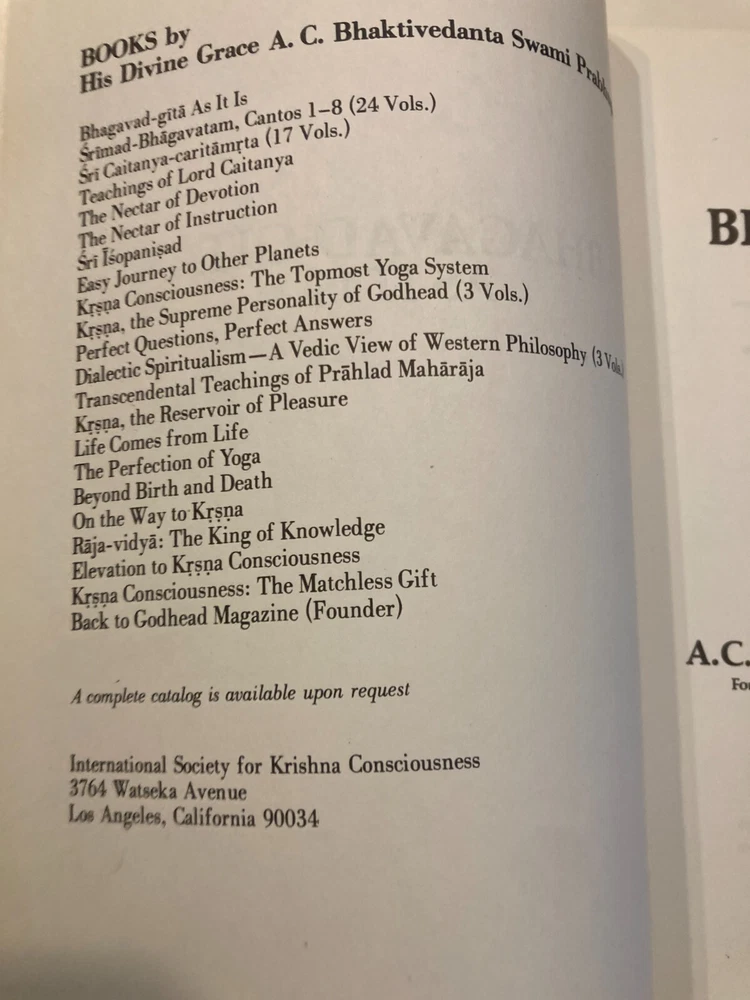 BOOKS by
His Divine Grace A. C. Bhaktivedanta Swami
Bhagavad-gītā As It Is
Śrīmad-Bhāgavatam, Cantos 1–8 (24 Vols.)
Śrī Caitanya-caritāmṛta (17 Vols.)
Teachings of Lord Caitanya
The Nectar of Devotion
The Nectar of Instruction
Śrī Īśopaniṣad
Easy Journey to Other Planets
Kṛṣṇa Consciousness: The Topmost Yoga System
Kṛṣṇa, the Supreme Personality of Godhead (3 Vols.)
Perfect Questions, Perfect Answers
Dialectic Spiritualism—A Vedic View of Western Philosophy (3 Vols.)
Transcendental Teachings of Prāhlad Mahārāja
Kṛṣṇa, the Reservoir of Pleasure
Life Comes from Life
The Perfection of Yoga
Beyond Birth and Death
On the Way to Kṛṣṇa
Rāja-vidyā: The King of Knowledge
Elevation to Kṛṣṇa Consciousness
Kṛṣṇa Consciousness: The Matchless Gift
Back to Godhead Magazine (Founder)
A complete catalog is available upon request
International Society for Krishna Consciousness
3764 Watseka Avenue
Los Angeles, California 90034
A.C.